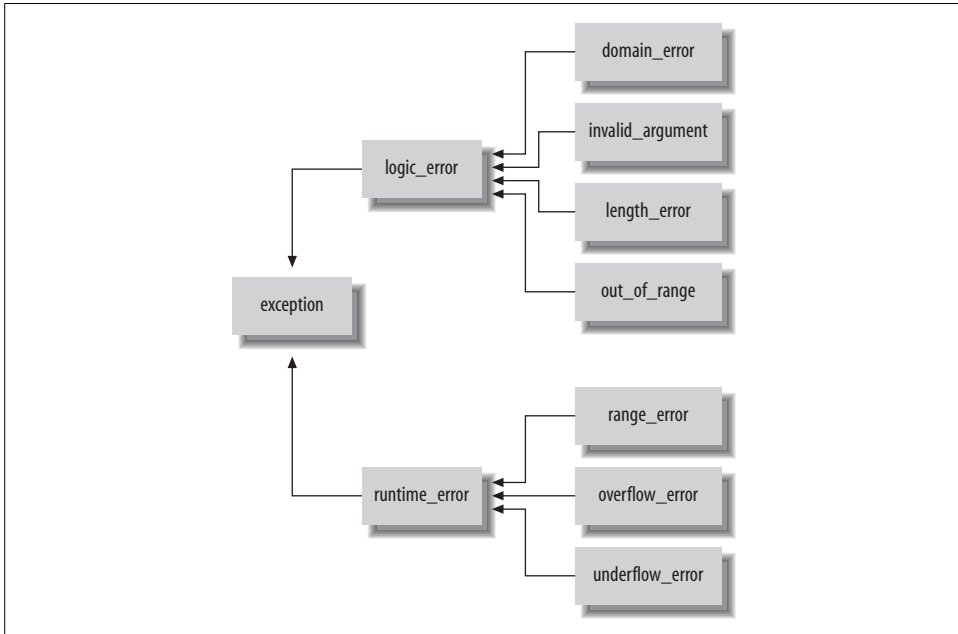 domain_error
invalid_argument
logic_error
length_error
out_of_range
exception
range_error
runtime_error
overflow_error
underflow_error